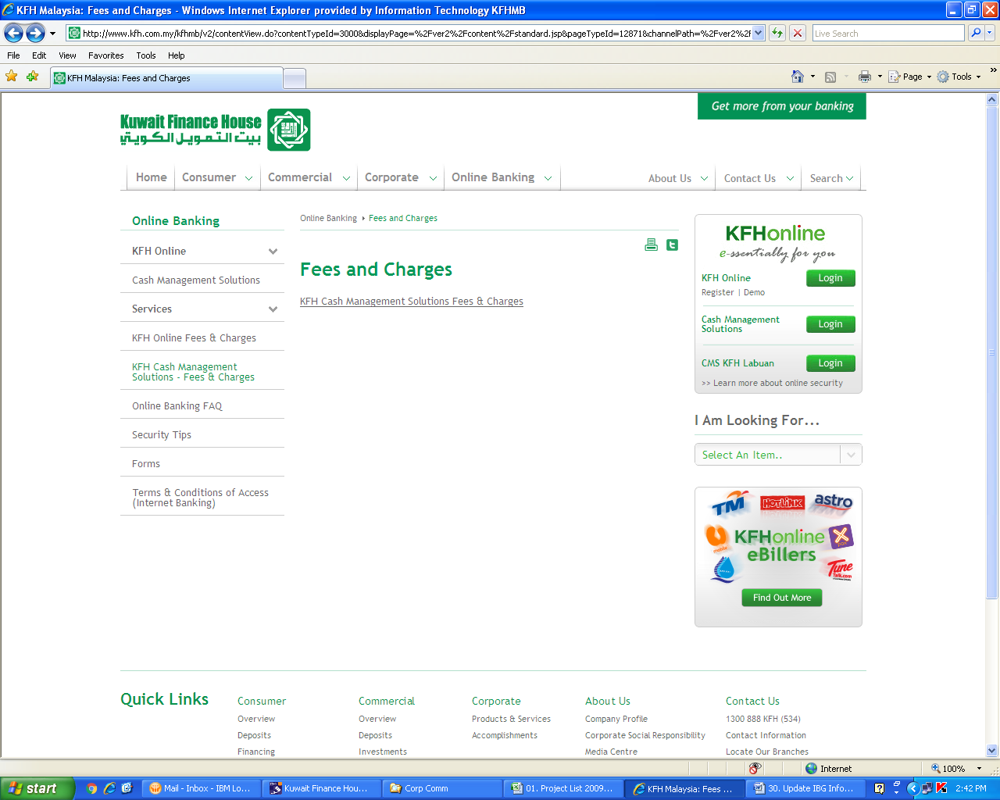 KFH Malaysia: Fees and Charges - Windows Internet Explorer provided by Information Technology KFHMB
http://www.kfh.com.my/kfhmb/v2/contentView.do?contentTypeId=3000&displayPage=%2Fver2%2Fcontent%2Fstandard.jsp&pageTypeId=12871&channelPath=%2Fver2%2F
Live Search
File Edit View Favorites Tools Help
KFH Malaysia: Fees and Charges
Page Tools
Get more from your banking
Kuwait Finance House
بيت التمويل الكويتي
Home Consumer Commercial Corporate Online Banking About Us Contact Us Search
Online Banking
KFH Online
Cash Management Solutions
Services
KFH Online Fees & Charges
KFH Cash Management
Solutions - Fees & Charges
Online Banking FAQ
Security Tips
Forms
Terms & Conditions of Access
(Internet Banking)
Online Banking Fees and Charges
Fees and Charges
KFH Cash Management Solutions Fees & Charges
KFHonline
e-ssentially for you
KFH Online Login
Register | Demo
Cash Management
Solutions
Login
CMS KFH Labuan Login
>> Learn more about online security
I Am Looking For...
Select An Item..
TM HOTLINK astro
U mobile
KFHonline
eBillers
Tune
Talk.com
Find Out More
Quick Links
Consumer
Overview
Deposits
Financing
Commercial
Overview
Deposits
Investments
Corporate
Products & Services
Accomplishments
About Us
Company Profile
Corporate Social Responsibility
Media Centre
Contact Us
1300 888 KFH (534)
Contact Information
Locate Our Branches
Internet 100%
start Mail - Inbox - IBM Lo... Kuwait Finance Hou... Corp Comm 01. Project List 2009... KFH Malaysia: Fees ... 30. Update IBG Info... 2:42 PM